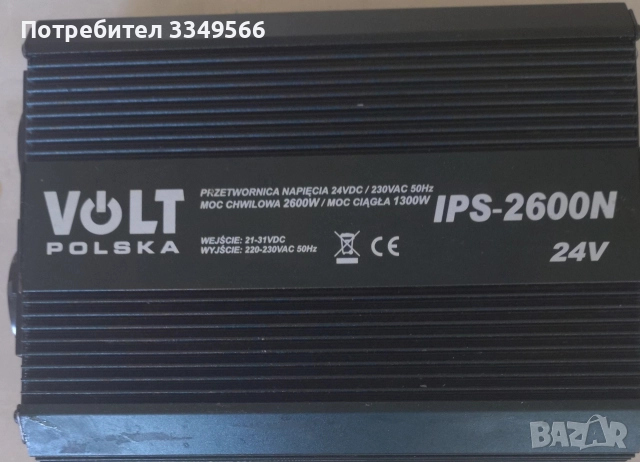 Потребител 3349566
VOLT
POLSKA
PRZETWORNICA NAPIĘCIA 24VDC / 230VAC 50Hz
MOC CHWILOWA 2600W / MOC CIĄGŁA 1300W
WEJŚCIE: 21-31VDC
WYJŚCIE: 220-230VAC 50Hz
CE
IPS-2600N
24V
BAZAR